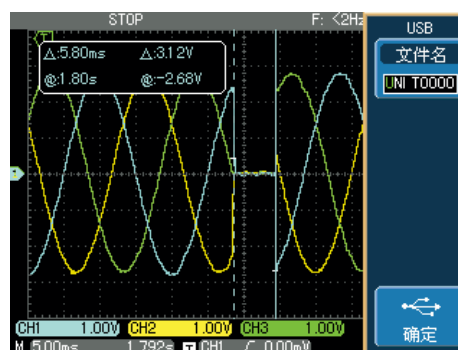 STOP
F: <2Hz
USB
T
△:5.80ms △:3.12V
@:1.80s @:-2.68V
文件名
UNI T0000
CH1 1.00V CH2 1.00V CH3 1.00V
M 5.00ms 1.792s T CH1 0.00mV
确定